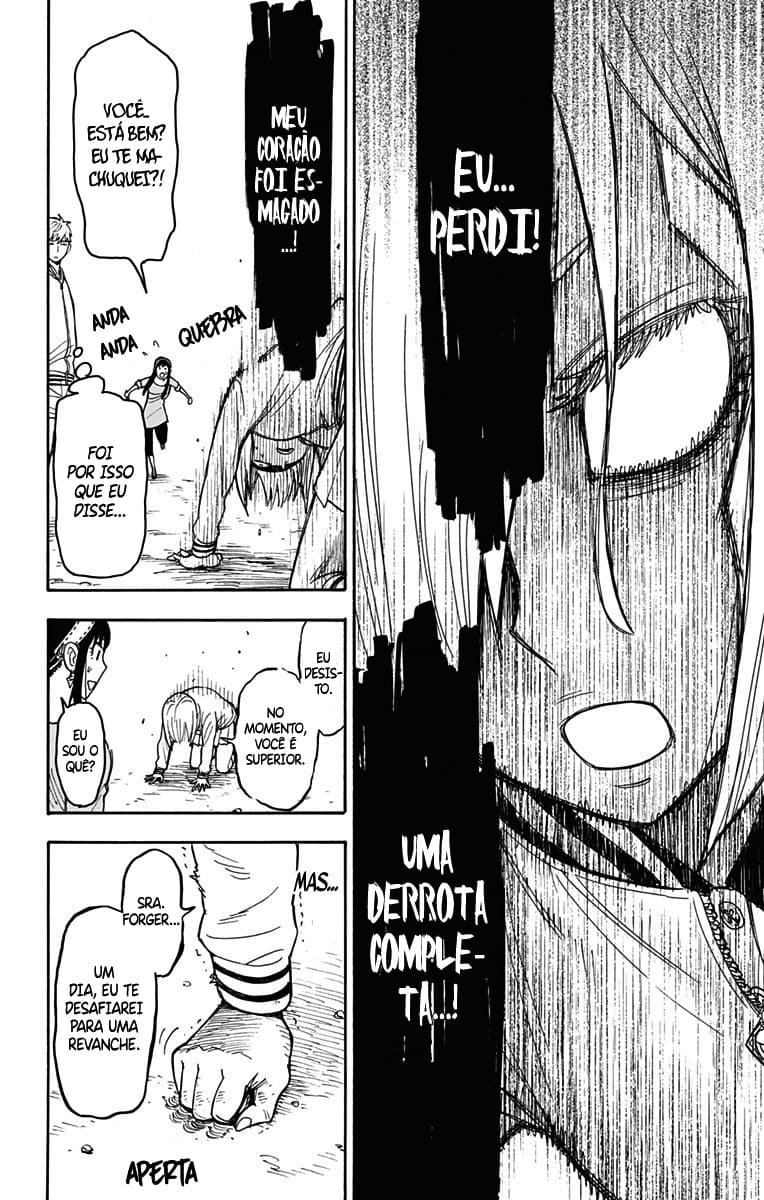 EU...
PERDI!
UMA
DERROTA
COMPLE-
TA...!
MEU
CORAÇÃO
FOI ES-
MAGADO
...!
VOCÊ
ESTÁ BEM?
EU TE MA-
CHUQUEI?!
ANDA
ANDA
QUEBRA
FOI
POR ISSO
QUE EU
DISSE...
EU
DESIS-
TO.
NO
MOMENTO,
VOCÊ É
SUPERIOR.
EU
SOU O
QUÊ?
MAS...
SRA.
FORGER...
UM
DIA, EU TE
DESAFIAREI
PARA UMA
REVANCHE.
APERTA